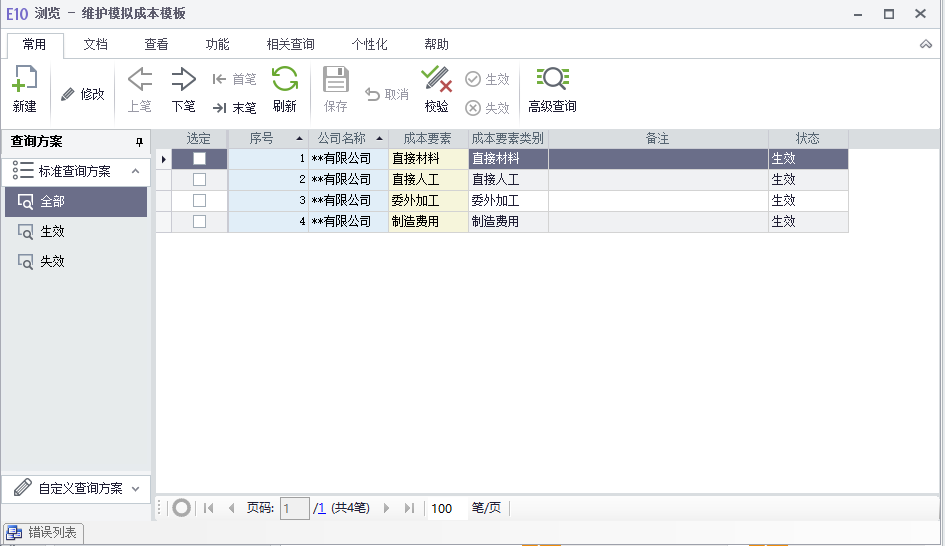 E10 浏览 - 维护模拟成本模板
常用 文档 查看 功能 相关查询 个性化 帮助
新建 修改 上笔 下笔 首笔 末笔 刷新 保存 取消 校验 生效 失效 高级查询
查询方案
标准查询方案
全部
生效
失效
自定义查询方案
选定 序号 公司名称 成本要素 成本要素类别 备注 状态
1 **有限公司 直接材料 直接材料 生效
2 **有限公司 直接人工 直接人工 生效
3 **有限公司 委外加工 委外加工 生效
4 **有限公司 制造费用 制造费用 生效
页码: 1 /1 (共4笔) 100 笔/页
错误列表